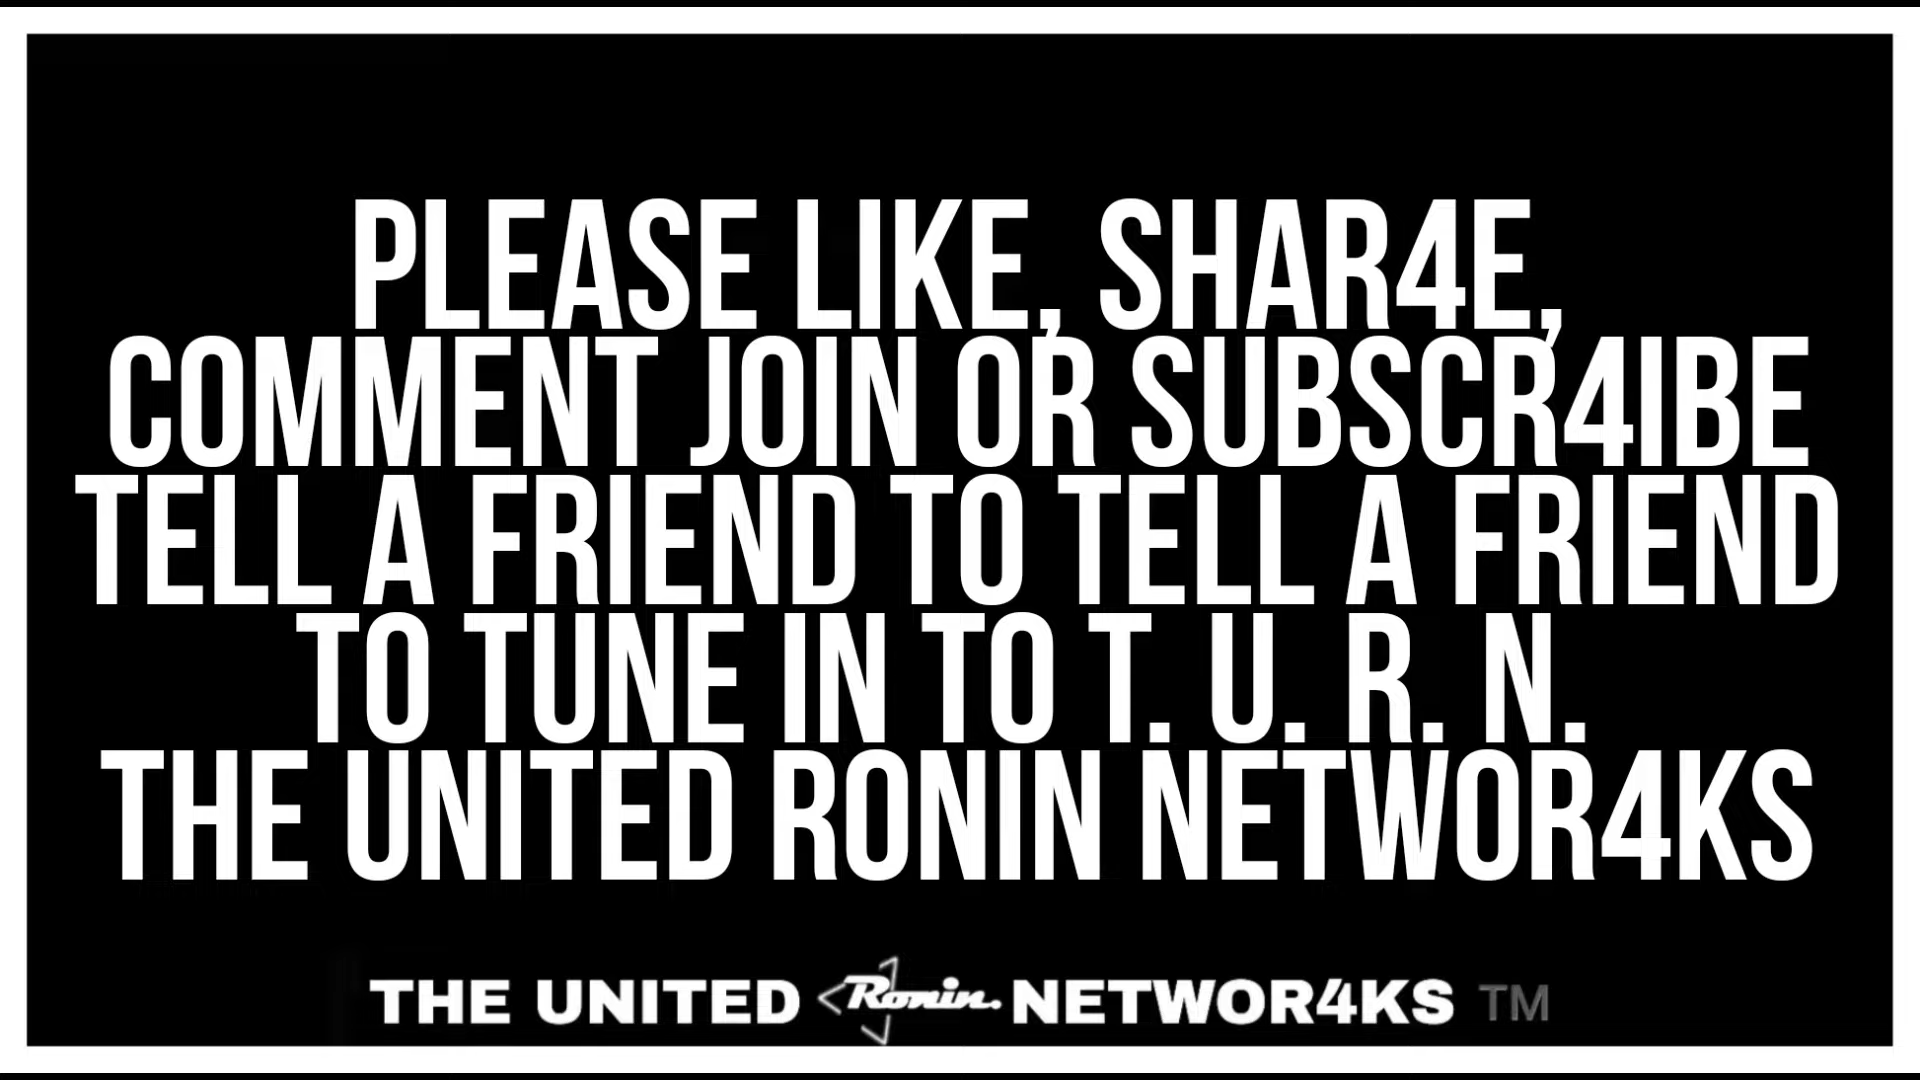 PLEASE LIKE, SHAR4E,
COMMENT JOIN OR SUBSCR4IBE
TELL A FRIEND TO TELL A FRIEND
TO TUNE IN TO T. U. R. N.
THE UNITED RONIN NETWOR4KS
THE UNITED Ronin. NETWOR4KS TM